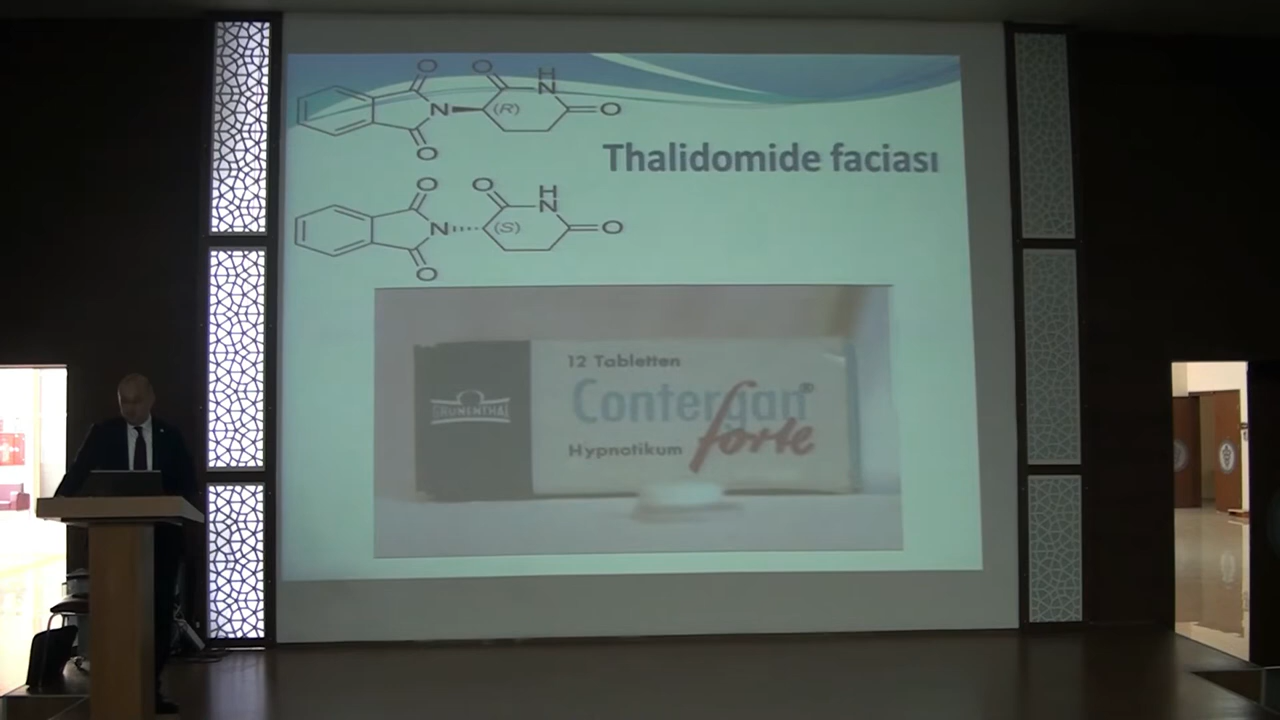 O O H
N N
(R) O
O
Thalidomide faciası
O O H
N N
(S) O
O
12 Tabletten
Contergan®
forte
GRÜNENTHAL
Hypnotikum